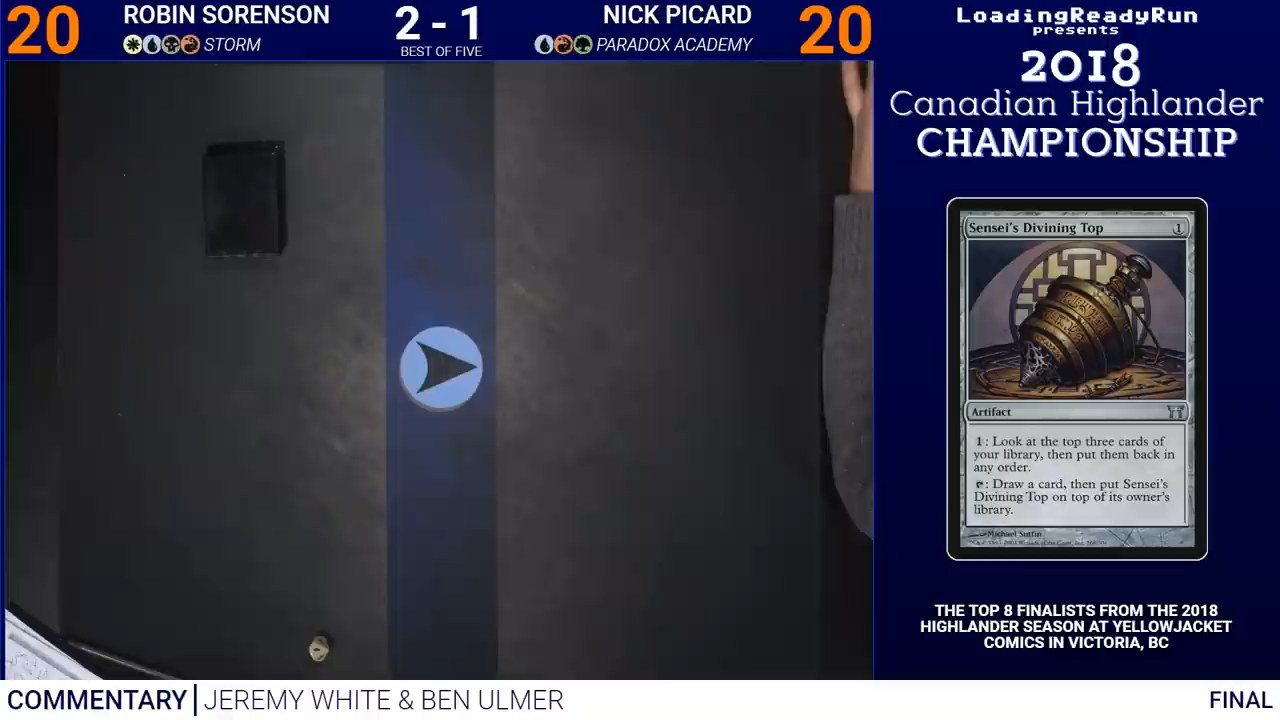 20
ROBIN SORENSON
STORM
2 - 1
BEST OF FIVE
NICK PICARD
PARADOX ACADEMY
20
LoadingReadyRun
presents
2018
Canadian Highlander
CHAMPIONSHIP
Sensei's Divining Top 1
Artifact
1: Look at the top three cards of
your library, then put them back in
any order.
: Draw a card, then put Sensei's
Divining Top on top of its owner's
library.
Michael Sutfin
THE TOP 8 FINALISTS FROM THE 2018
HIGHLANDER SEASON AT YELLOWJACKET
COMICS IN VICTORIA, BC
COMMENTARY | JEREMY WHITE & BEN ULMER
FINAL